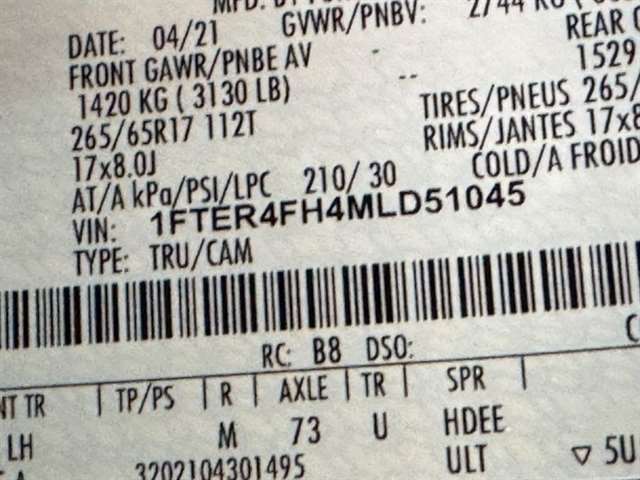 DATE: 04/21 GVWR/PNBV:
FRONT GAWR/PNBE AV REAR
1420 KG ( 3130 LB) 1529
265/65R17 112T TIRES/PNEUS 265/
17x8.0J RIMS/JANTES 17x8
AT/A kPa/PSI/LPC 210/ 30 COLD/A FROID
VIN: 1FTER4FH4MLD51045
TYPE: TRU/CAM
RC: B8 DSO:
TR TP/PS R AXLE TR SPR
LH M 73 U HDEE
3202104301495 ULT ▽ 5U